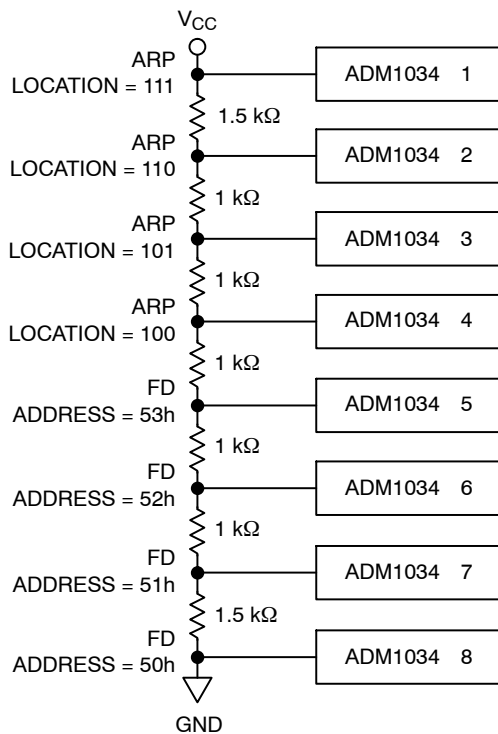 VCC
ARP
LOCATION = 111
ADM1034 1
1.5 kΩ
ARP
LOCATION = 110
ADM1034 2
1 kΩ
ARP
LOCATION = 101
ADM1034 3
1 kΩ
ARP
LOCATION = 100
ADM1034 4
1 kΩ
FD
ADDRESS = 53h
ADM1034 5
1 kΩ
FD
ADDRESS = 52h
ADM1034 6
1 kΩ
FD
ADDRESS = 51h
ADM1034 7
1.5 kΩ
FD
ADDRESS = 50h
ADM1034 8
GND